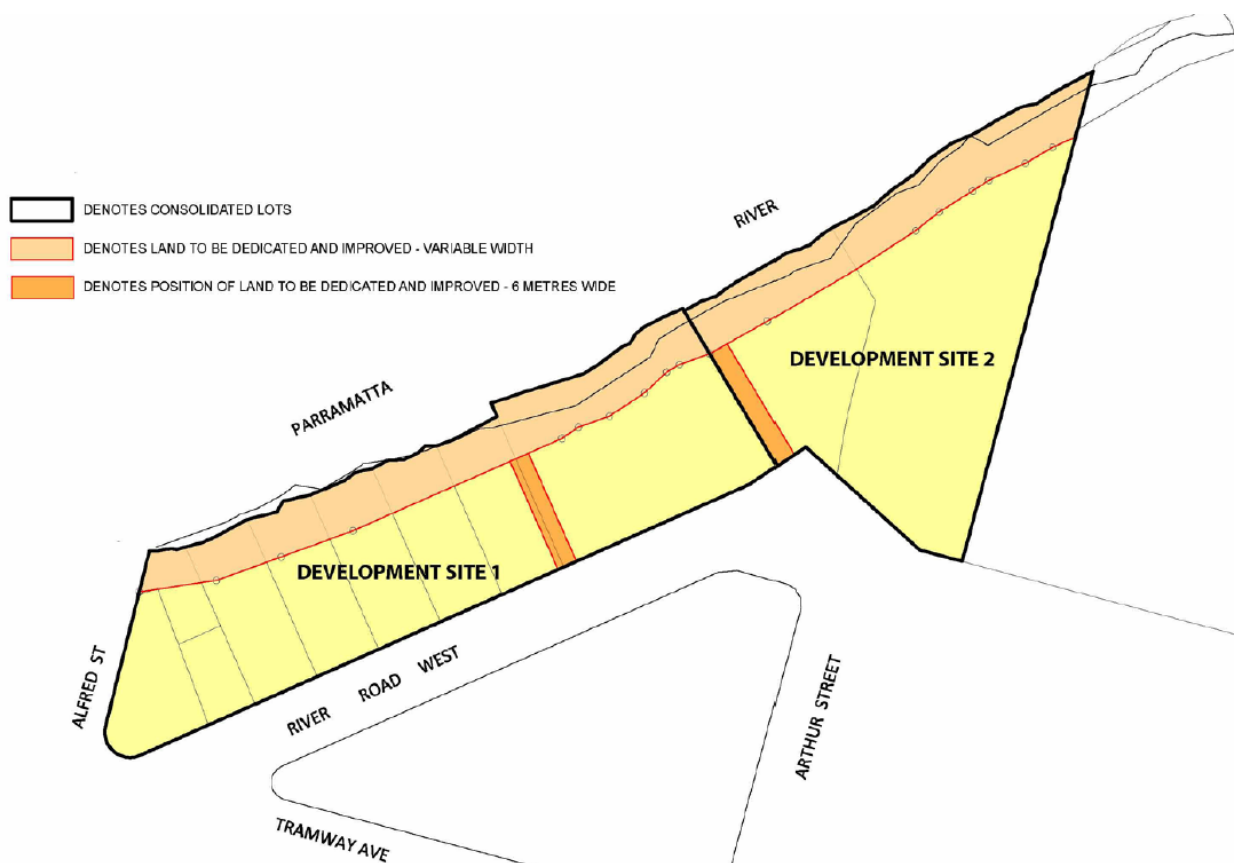 RIVER
DENOTES CONSOLIDATED LOTS
DENOTES LAND TO BE DEDICATED AND IMPROVED - VARIABLE WIDTH
DENOTES POSITION OF LAND TO BE DEDICATED AND IMPROVED - 6 METRES WIDE
DEVELOPMENT SITE 2
PARRAMATTA
DEVELOPMENT SITE 1
ALFRED ST
RIVER ROAD WEST
ARTHUR STREET
TRAMWAY AVE